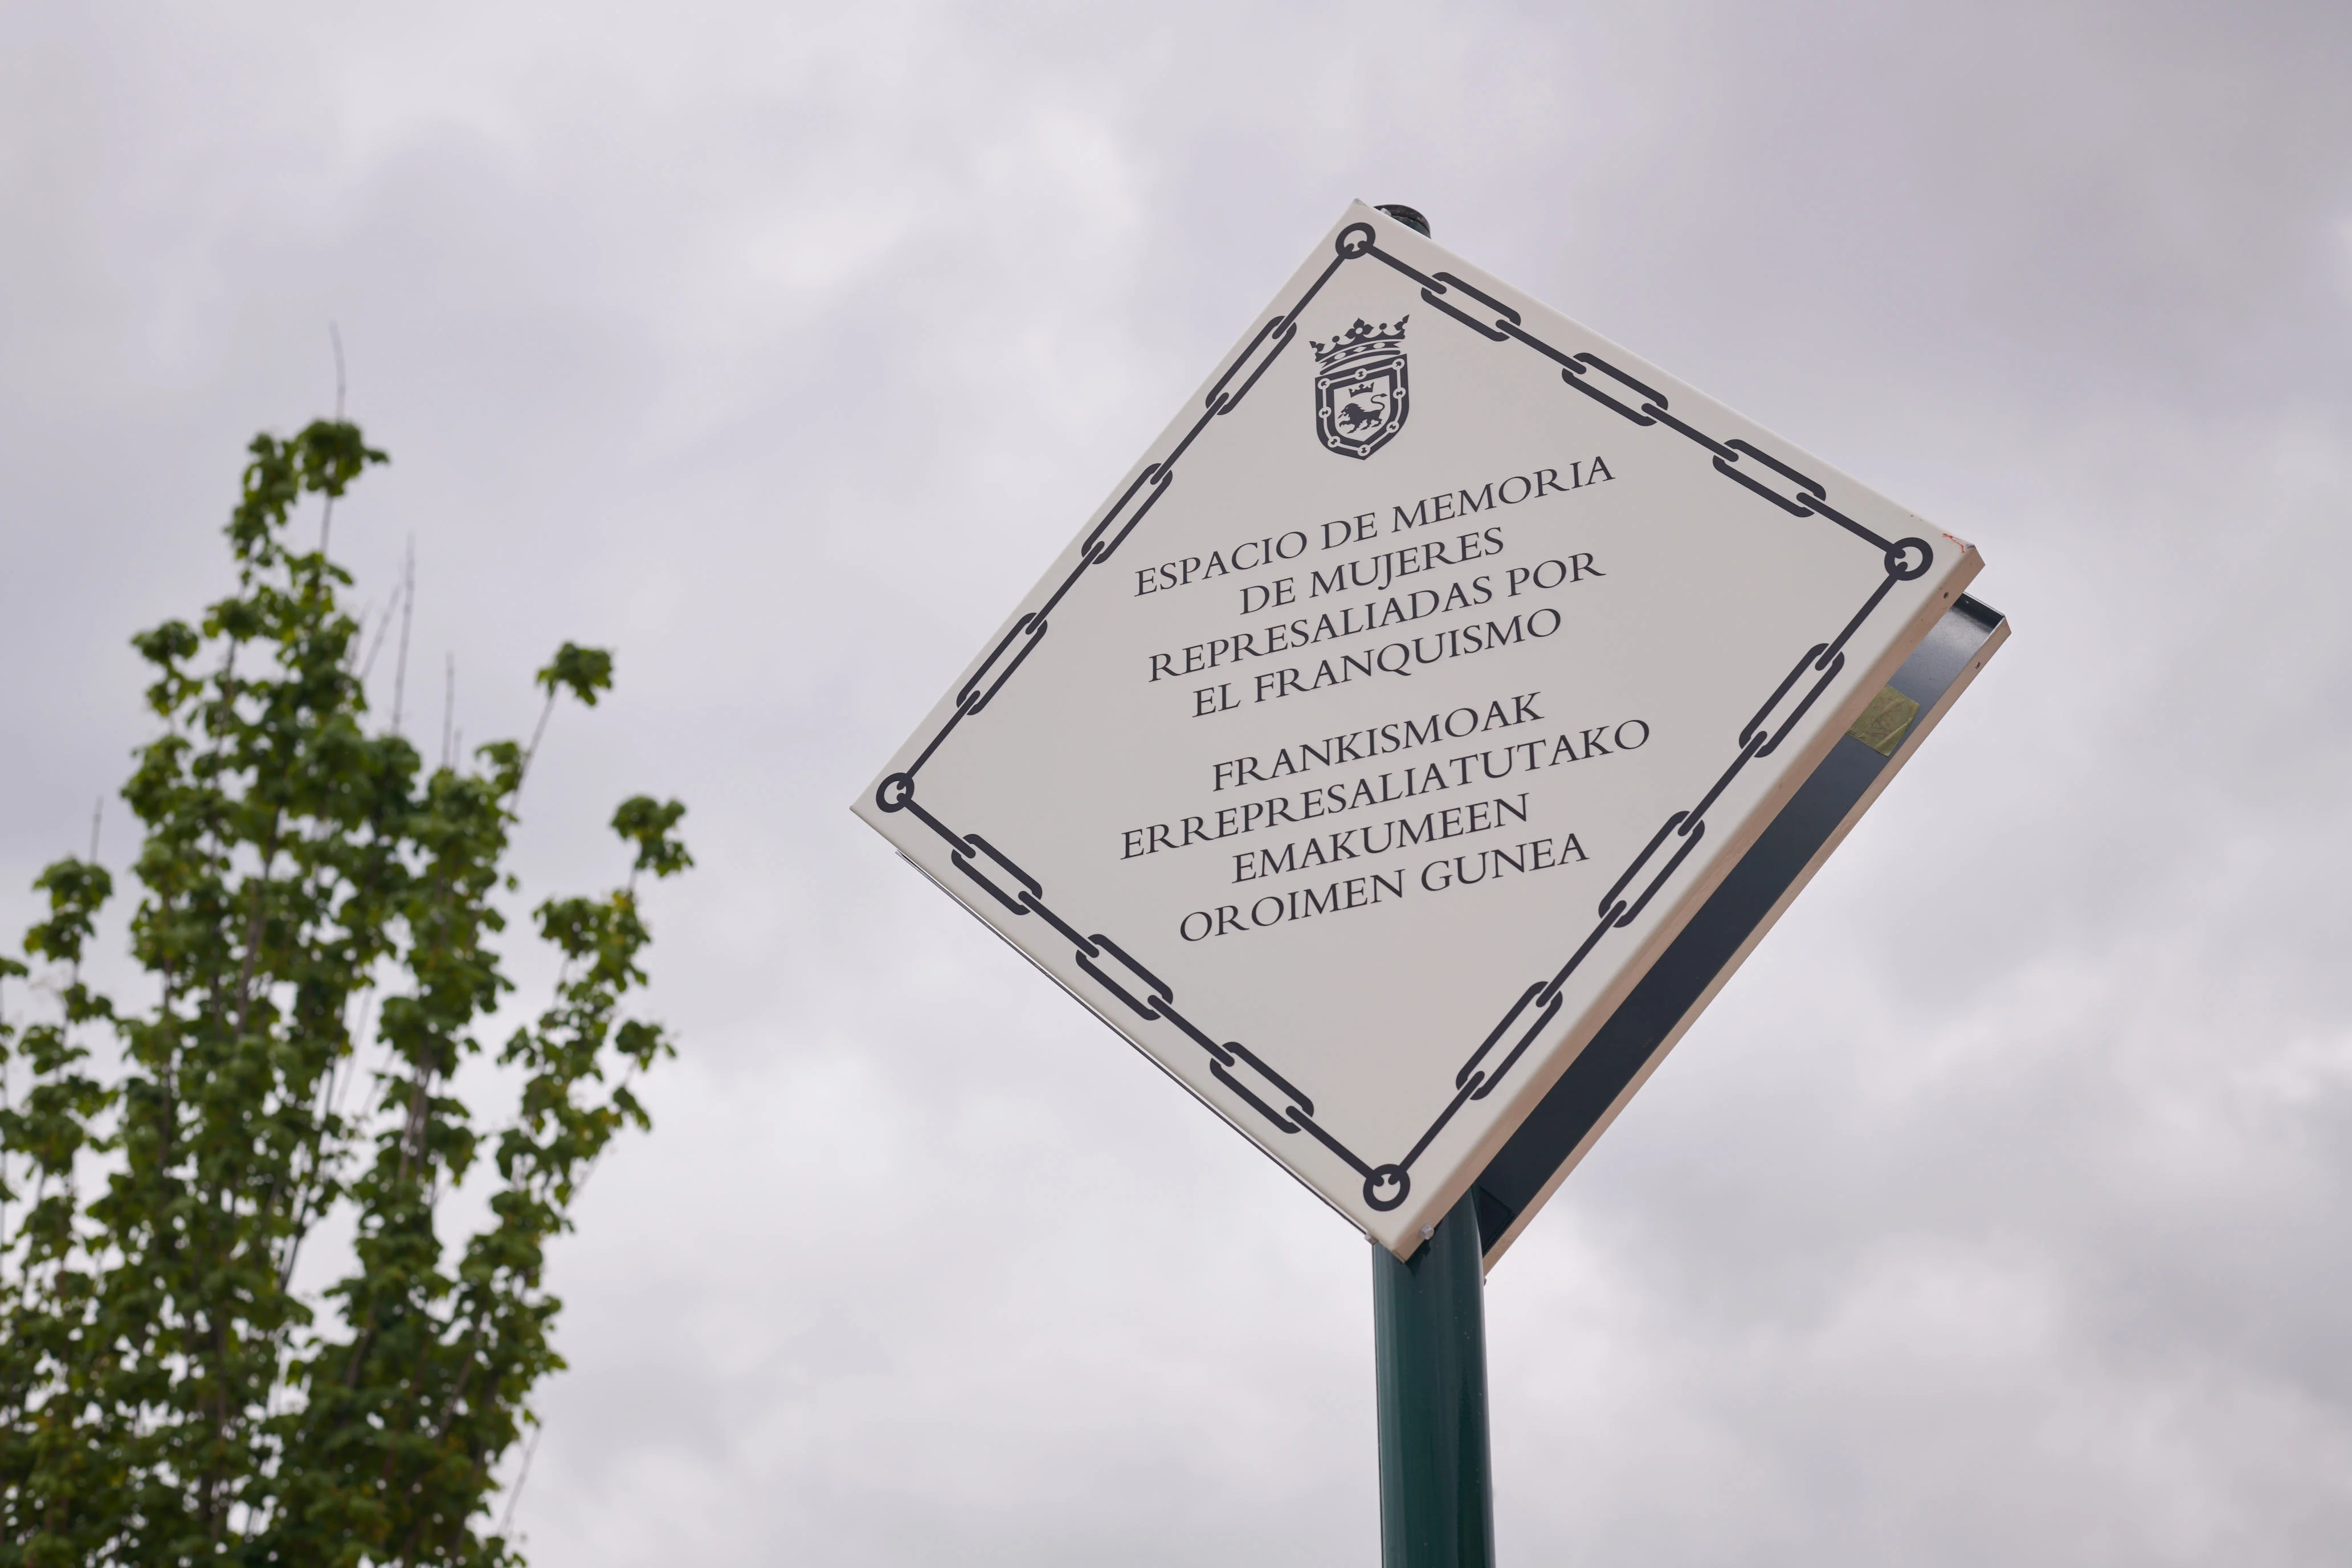 ESPACIO DE MEMORIA
DE MUJERES
REPRESALIADAS POR
EL FRANQUISMO
FRANKISMOAK
ERREPRESALIATUTAKO
EMAKUMEEN
OROIMEN GUNEA